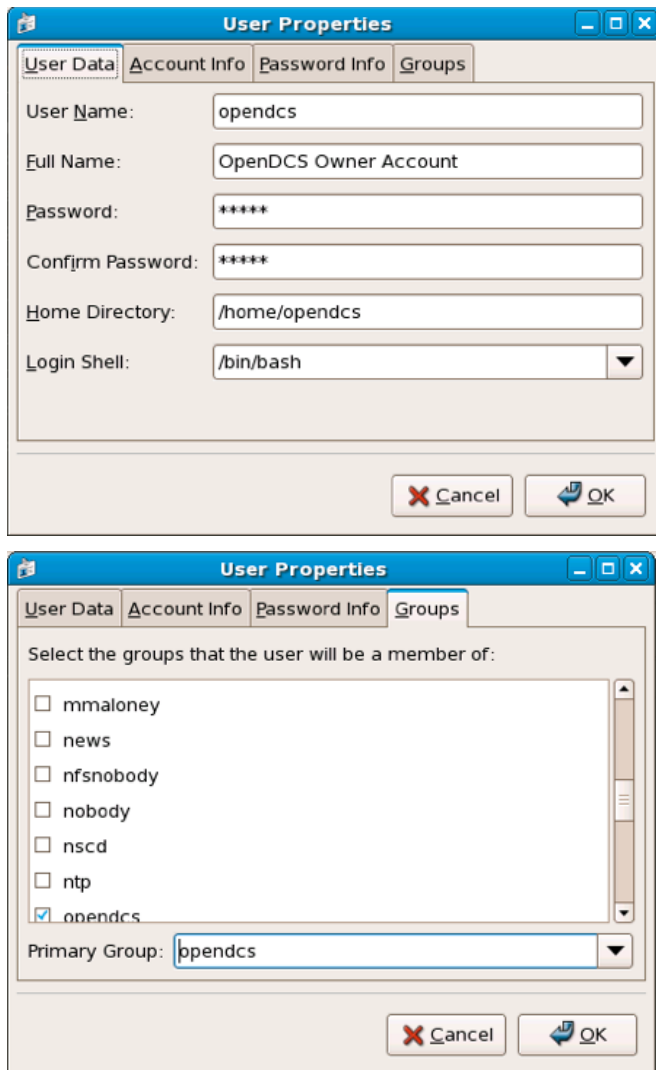 User Properties
User Data Account Info Password Info Groups
User Name: opendcs
Full Name: OpenDCS Owner Account
Password: *****
Confirm Password: *****
Home Directory: /home/opendcs
Login Shell: /bin/bash
Cancel OK
User Properties
User Data Account Info Password Info Groups
Select the groups that the user will be a member of:
mmaloney
news
nfsnobody
nobody
nscd
ntp
opendcs
Primary Group: opendcs
Cancel OK